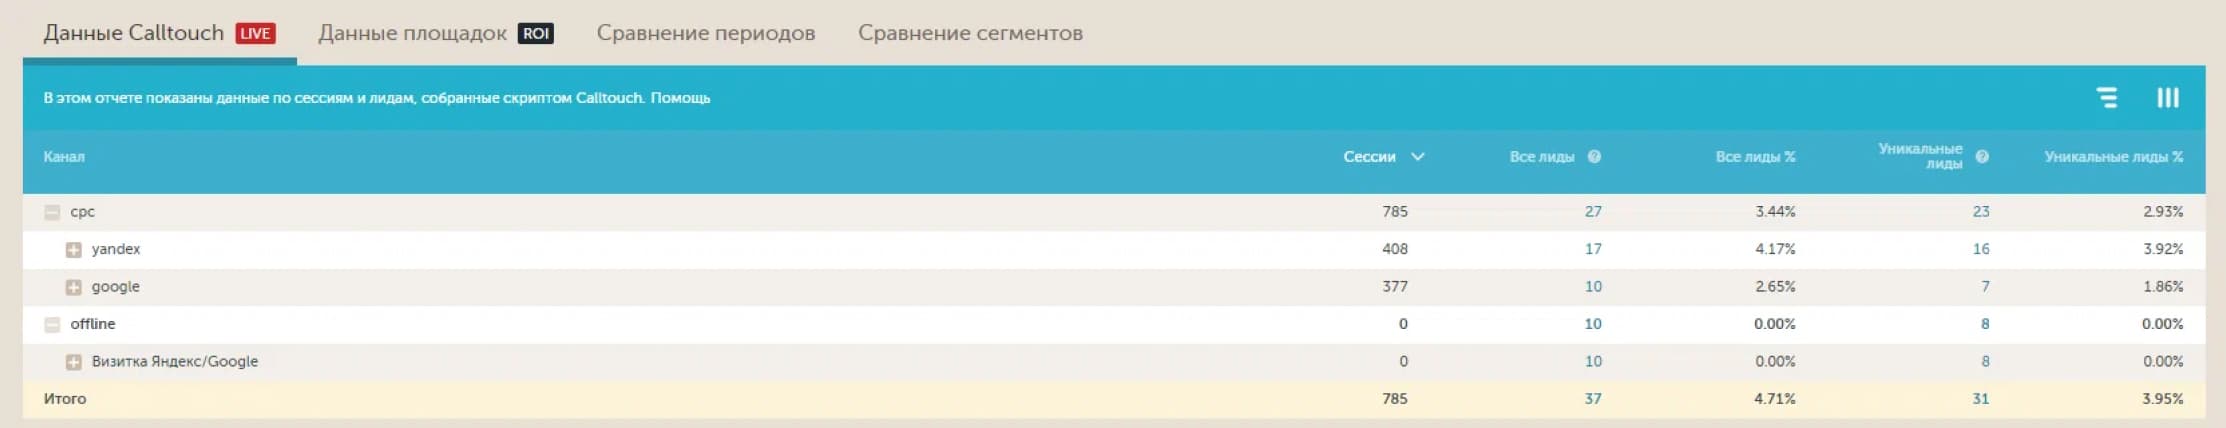 Данные Calltouch LIVE Данные площадок ROI Сравнение периодов Сравнение сегментов
В этом отчете показаны данные по сессиям и лидам, собранные скриптом Calltouch. Помощь
Канал Сессии Все лиды ? Все лиды % Уникальные лиды ? Уникальные лиды %
cpc 785 27 3.44% 23 2.93%
yandex 408 17 4.17% 16 3.92%
google 377 10 2.65% 7 1.86%
offline 0 10 0.00% 8 0.00%
Визитка Яндекс/Google 0 10 0.00% 8 0.00%
Итого 785 37 4.71% 31 3.95%